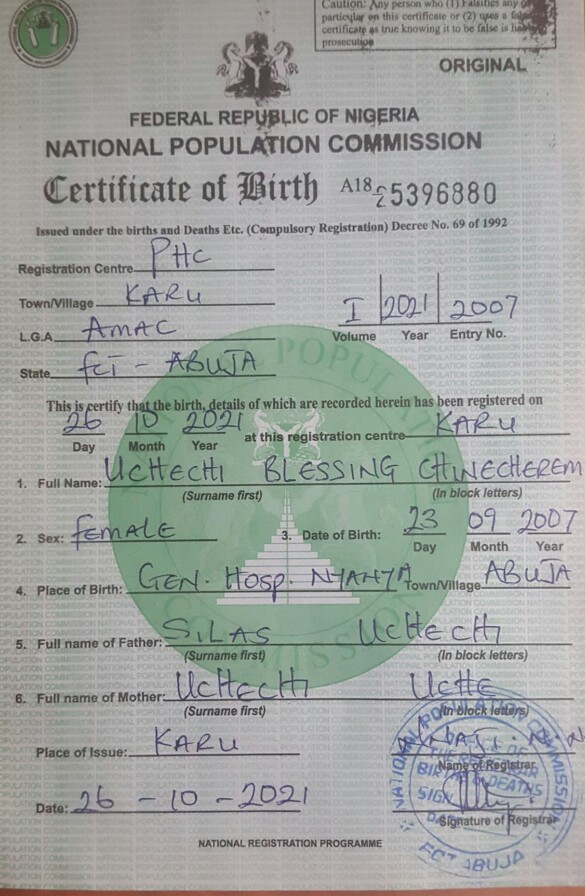 Caution: Any person who (1) Falsifies any of
particular on this certificate or (2) uses a false
certificate as true knowing it to be false is
prosecution
ORIGINAL
FEDERAL REPUBLIC OF NIGERIA
NATIONAL POPULATION COMMISSION
Certificate of Birth A18 5396880
Issued under the births and Deaths Etc. (Compulsory Registration) Decree No. 69 of 1992
Registration Centre PHC
Town/Village KARU
I 2021 2007
Volume Year Entry No.
L.G.A AMAC
State FCT - ABUJA
This is certify that the birth, details of which are recorded herein has been registered on
26 10 2021 at this registration centre KARU
Day Month Year
1. Full Name: UCHECHI BLESSING CHINECHEREM
(Surname first) (In block letters)
2. Sex: FEMALE 3. Date of Birth: 23 09 2007
Day Month Year
4. Place of Birth: GEN. HOSP. NYANYA Town/Village ABUJA
5. Full name of Father: SILAS UCHECHI
(Surname first) (In block letters)
6. Full name of Mother: UCHECHI UCHE
(Surname first) (In block letters)
Place of Issue: KARU
Name of Registrar
Date: 26 - 10 - 2021
Signature of Registrar
NATIONAL POPULATION COMMISSION
FCT ABUJA
NATIONAL REGISTRATION PROGRAMME